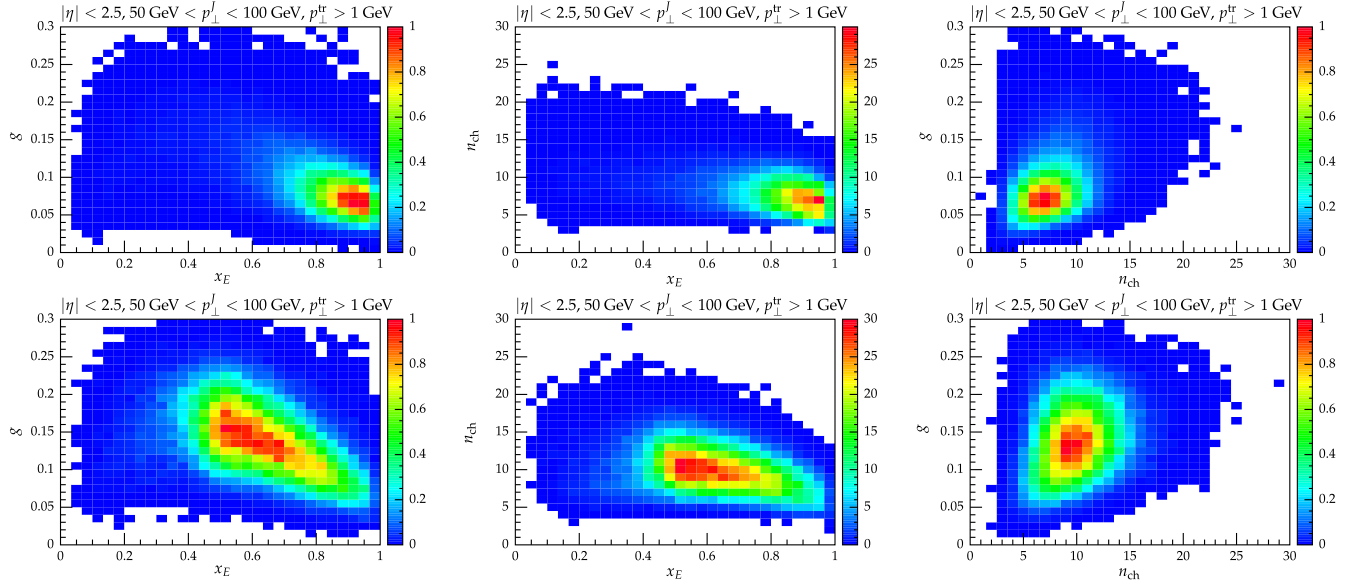 |η| < 2.5, 50 GeV < p⊥^J < 100 GeV, p⊥^tr > 1 GeV
|η| < 2.5, 50 GeV < p⊥^J < 100 GeV, p⊥^tr > 1 GeV
|η| < 2.5, 50 GeV < p⊥^J < 100 GeV, p⊥^tr > 1 GeV
0.3 0.25 0.2 0.15 0.1 0.05 0
g
0 0.2 0.4 0.6 0.8 1
x_E
1 0.8 0.6 0.4 0.2 0
30 25 20 15 10 5 0
n_ch
0 0.2 0.4 0.6 0.8 1
x_E
30 25 20 15 10 5 0
0.3 0.25 0.2 0.15 0.1 0.05 0
g
0 5 10 15 20 25 30
n_ch
1 0.8 0.6 0.4 0.2 0
|η| < 2.5, 50 GeV < p⊥^J < 100 GeV, p⊥^tr > 1 GeV
|η| < 2.5, 50 GeV < p⊥^J < 100 GeV, p⊥^tr > 1 GeV
|η| < 2.5, 50 GeV < p⊥^J < 100 GeV, p⊥^tr > 1 GeV
0.3 0.25 0.2 0.15 0.1 0.05 0
g
0 0.2 0.4 0.6 0.8 1
x_E
1 0.8 0.6 0.4 0.2 0
30 25 20 15 10 5 0
n_ch
0 0.2 0.4 0.6 0.8 1
x_E
30 25 20 15 10 5 0
0.3 0.25 0.2 0.15 0.1 0.05 0
g
0 5 10 15 20 25 30
n_ch
1 0.8 0.6 0.4 0.2 0